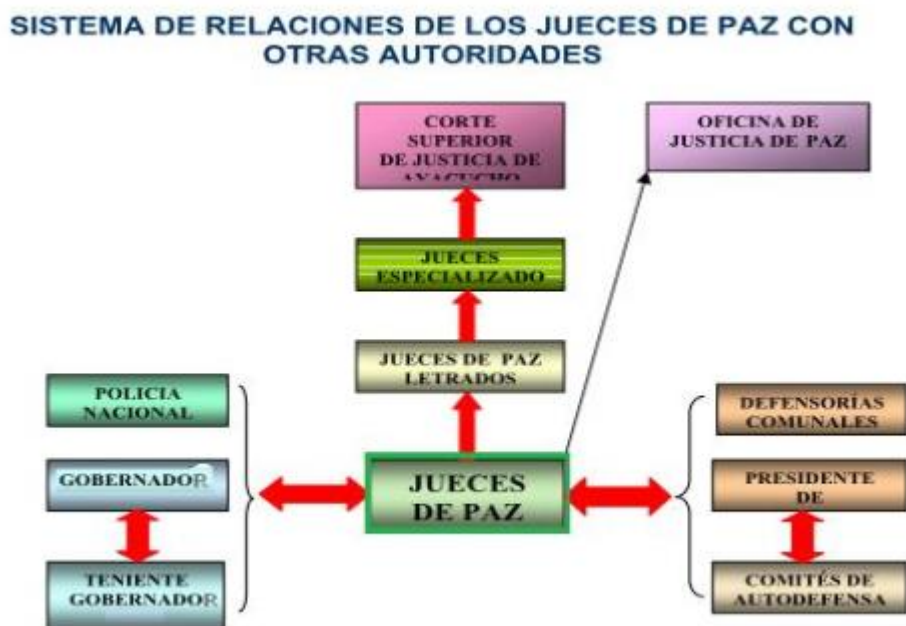 SISTEMA DE RELACIONES DE LOS JUECES DE PAZ CON
OTRAS AUTORIDADES
CORTE
SUPERIOR
DE JUSTICIA DE
AYACUCHO
OFICINA DE
JUSTICIA DE PAZ
JUECES
ESPECIALIZADO
JUECES DE PAZ
LETRADOS
POLICIA
NACIONAL
GOBERNADOR
TENIENTE
GOBERNADOR
JUECES
DE PAZ
DEFENSORÍAS
COMUNALES
PRESIDENTE
DE
COMITÉS DE
AUTODEFENSA